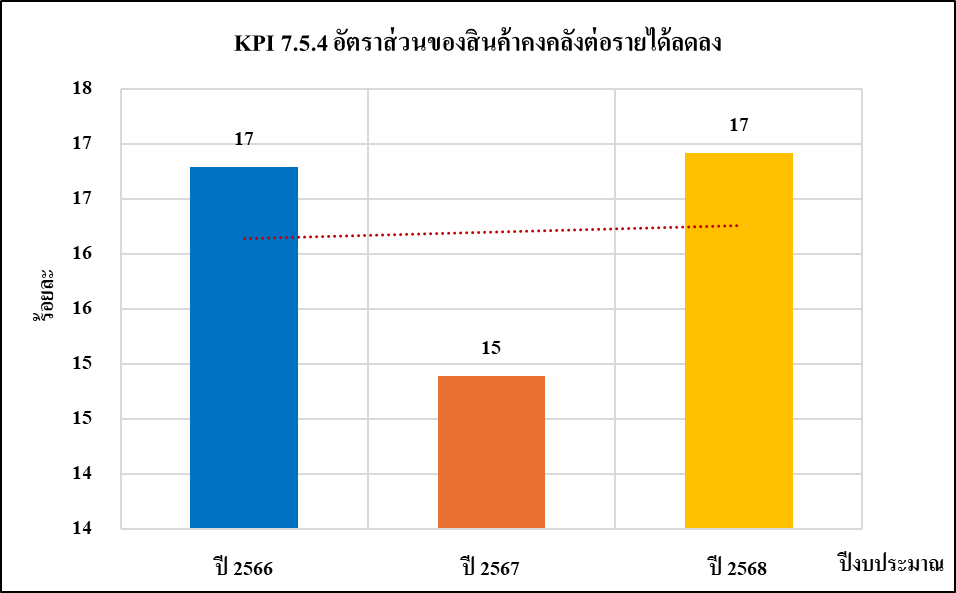 KPI 7.5.4 อัตราส่วนของสินค้าคงคลังต่อรายได้ลดลง
18
17
17
16
16
15
15
14
14
ร้อยละ
17
15
17
ปี 2566
ปี 2567
ปี 2568
ปีงบประมาณ